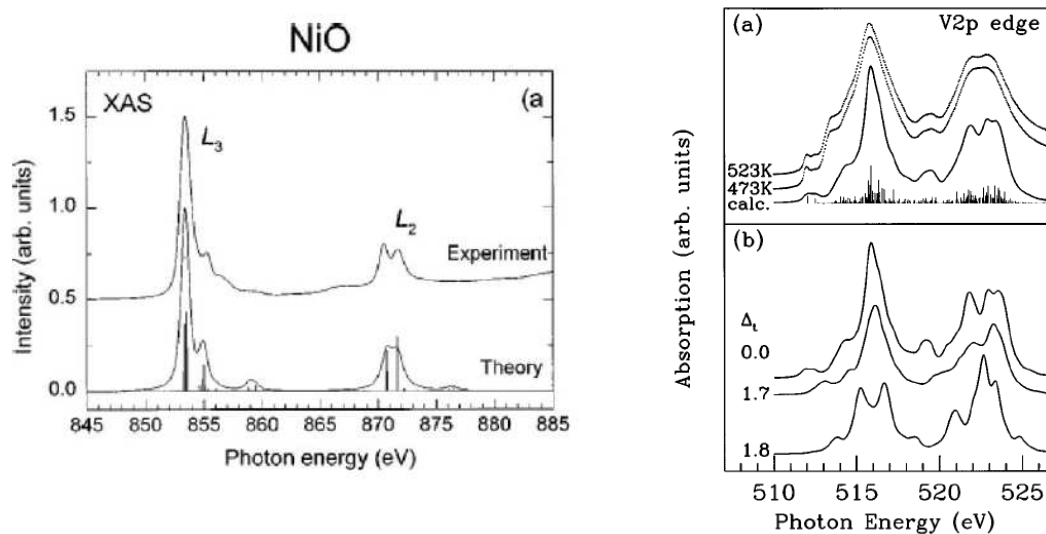 NiO
XAS
(a
L3
L2
Experiment
Theory
1.5
1.0
0.5
0.0
845 850 855 860 865 870 875 880 885
Intensity (arb. units)
Photon energy (eV)
(a)
V2p edge
523K
473K
calc.
(b)
Δt
0.0
1.7
1.8
510 515 520 525
Absorption (arb. units)
Photon Energy (eV)